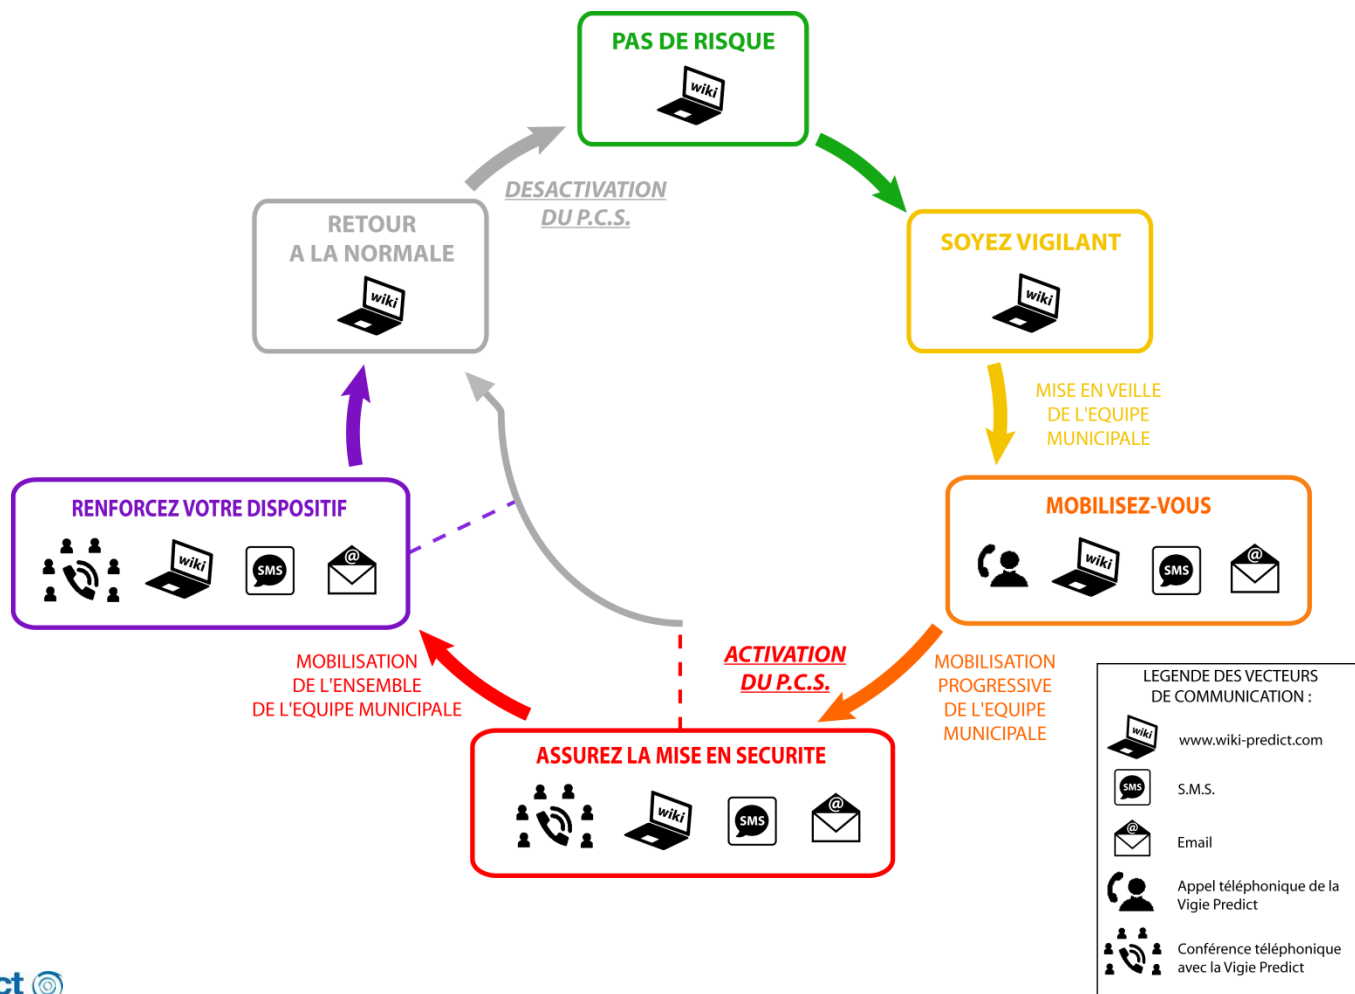 PAS DE RISQUE
wiki
DESACTIVATION
DU P.C.S.
RETOUR
A LA NORMALE
wiki
SOYEZ VIGILANT
wiki
MISE EN VEILLE
DE L'EQUIPE
MUNICIPALE
RENFORCEZ VOTRE DISPOSITIF
wiki
SMS
@
MOBILISEZ-VOUS
wiki
SMS
@
MOBILISATION
DE L'ENSEMBLE
DE L'EQUIPE MUNICIPALE
ACTIVATION
DU P.C.S.
MOBILISATION
PROGRESSIVE
DE L'EQUIPE
MUNICIPALE
ASSUREZ LA MISE EN SECURITE
wiki
SMS
@
LEGENDE DES VECTEURS
DE COMMUNICATION :
wiki
www.wiki-predict.com
SMS
S.M.S.
@
Email
Appel téléphonique de la
Vigie Predict
Conférence téléphonique
avec la Vigie Predict
ct